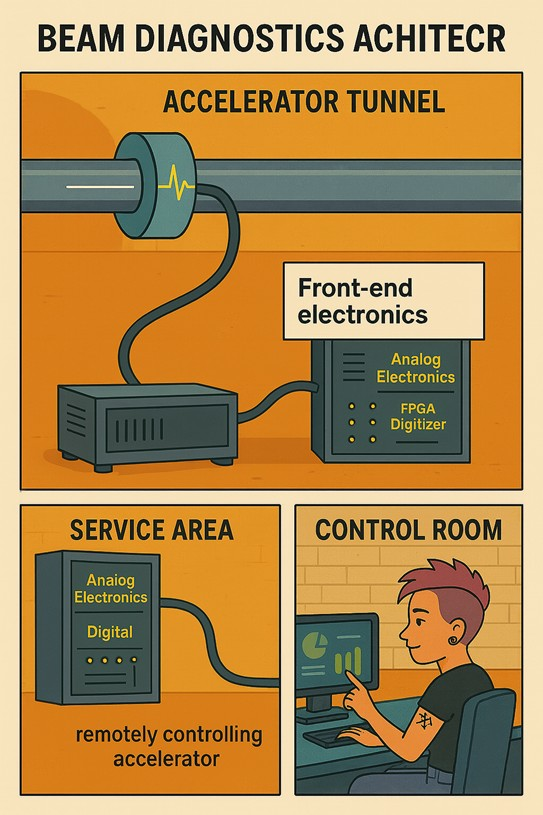 BEAM DIAGNOSTICS ACHITECR
ACCELERATOR TUNNEL
Front-end
electronics
Analog
Electronics
FPGA
Digitizer
SERVICE AREA
Anaiog
Electronics
Digital
remotely controlling
accelerator
CONTROL ROOM